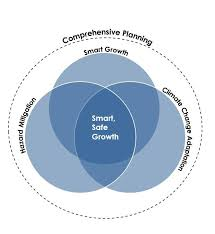 Comprehensive Planning
Smart Growth
Hazard Mitigation
Climate Change Adaptation
Smart,
Safe
Growth